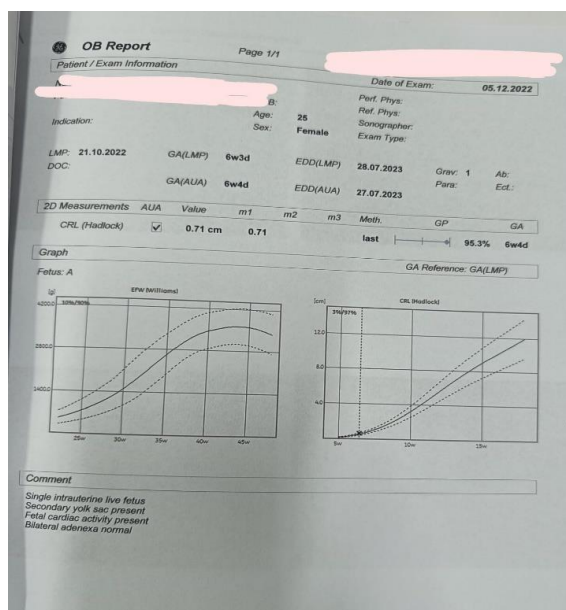 OB Report
Page 1/1
Patient / Exam Information
Date of Exam: 05.12.2022
B:
Perf. Phys:
Age: 25
Ref. Phys:
Indication:
Sex: Female
Sonographer:
Exam Type:
LMP: 21.10.2022 GA(LMP) 6w3d EDD(LMP) 28.07.2023 Grav: 1 Ab:
DOC: GA(AUA) 6w4d EDD(AUA) 27.07.2023 Para: Ect.:
2D Measurements AUA Value m1 m2 m3 Meth. GP GA
CRL (Hadlock) 0.71 cm 0.71 last 95.3% 6w4d
Graph
Fetus: A
GA Reference: GA(LMP)
[g] EFW (Williams)
10%/90%
4200.0
2800.0
1400.0
25w 30w 35w 40w 45w
[cm] CRL (Hadlock)
3%/97%
12.0
8.0
4.0
5w 10w 15w
Comment
Single intrauterine live fetus
Secondary yolk sac present
Fetal cardiac activity present
Bilateral adenexa normal